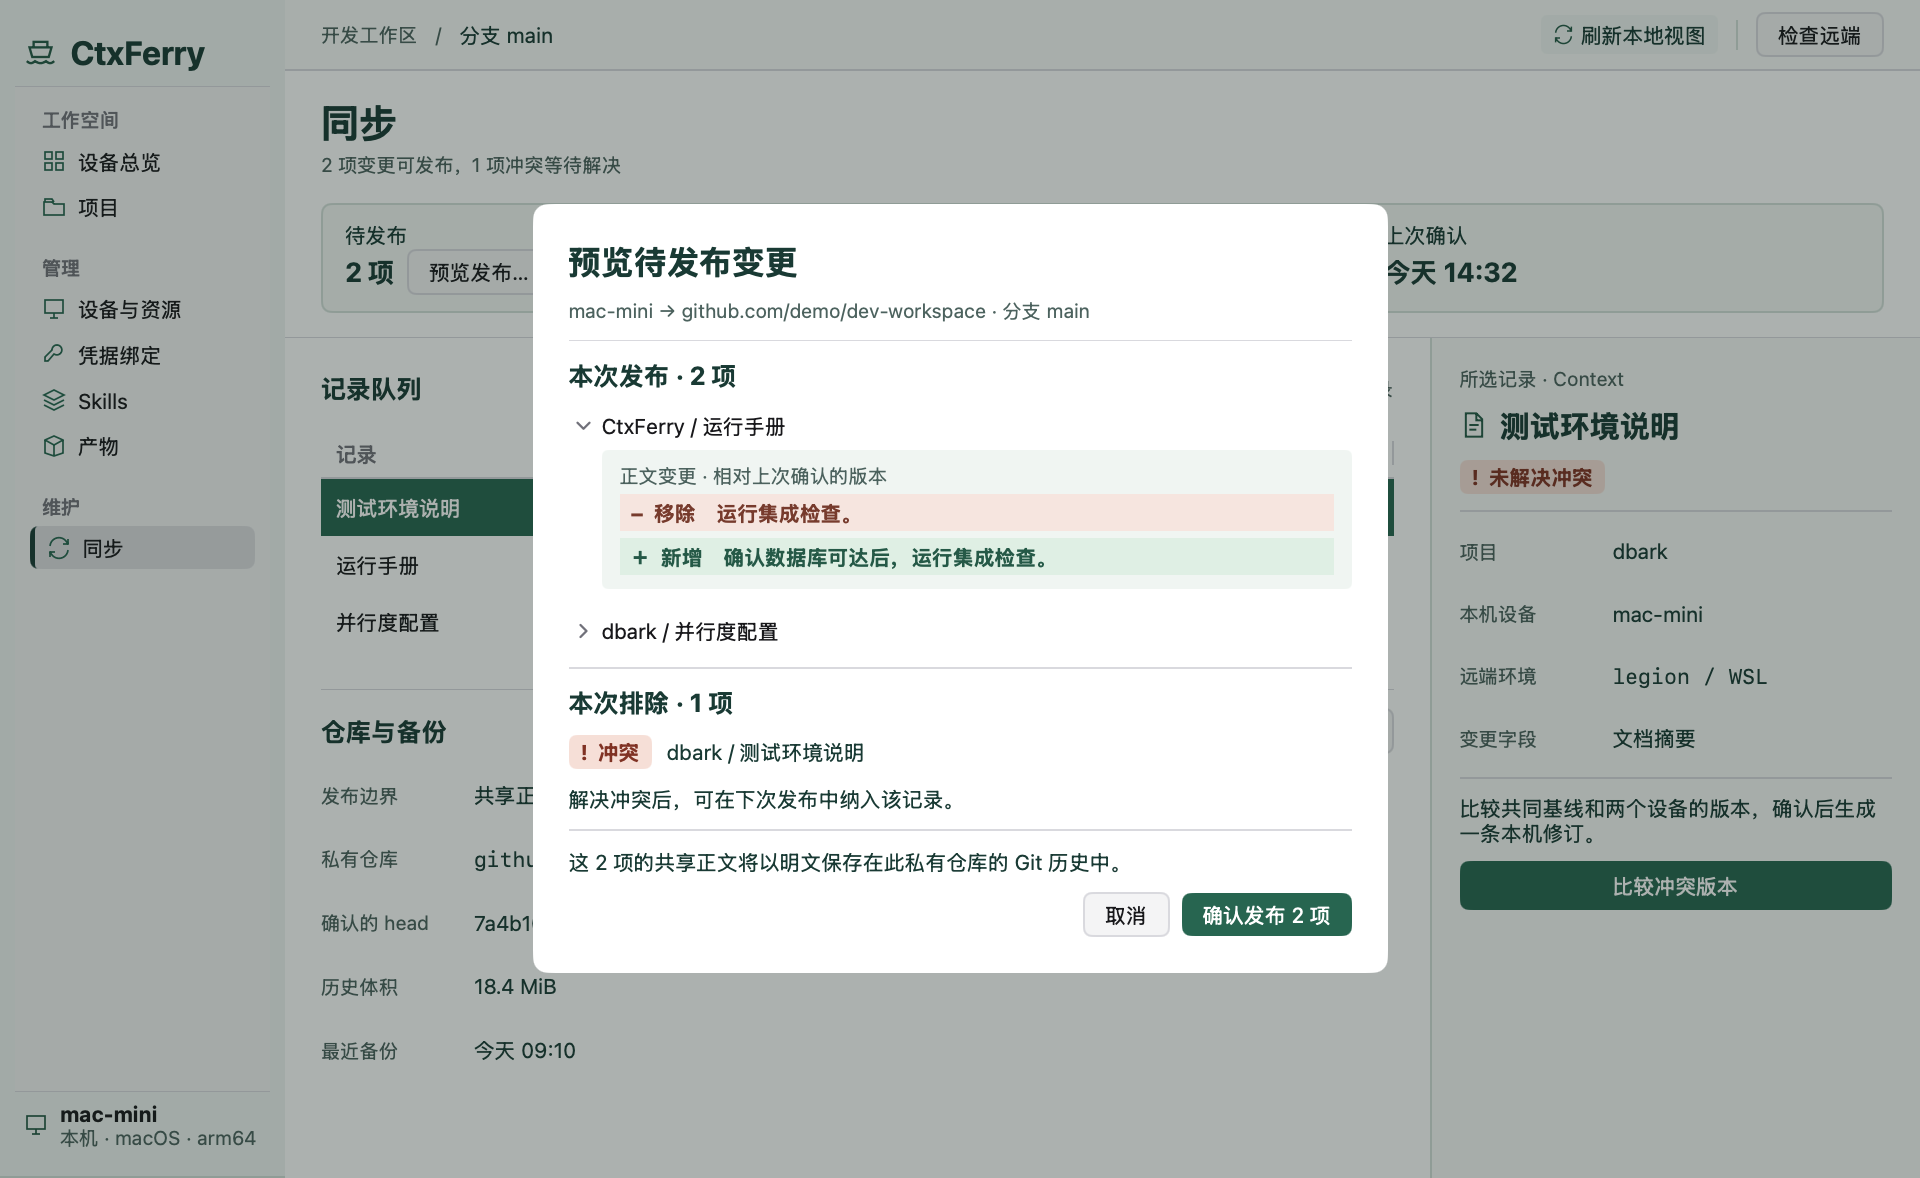 CtxFerry
工作空间
设备总览
项目
管理
设备与资源
凭据绑定
Skills
产物
维护
同步
mac-mini
本机 · macOS · arm64
开发工作区 / 分支 main
刷新本地视图
检查远端
同步
2 项变更可发布，1 项冲突等待解决
待发布
2 项
预览发布...
上次确认
今天 14:32
记录队列
记录
测试环境说明
运行手册
并行度配置
仓库与备份
发布边界 共享正
私有仓库 githu
确认的 head 7a4b1
历史体积 18.4 MiB
最近备份 今天 09:10
预览待发布变更
mac-mini → github.com/demo/dev-workspace · 分支 main
本次发布 · 2 项
CtxFerry / 运行手册
正文变更 · 相对上次确认的版本
− 移除 运行集成检查。
+ 新增 确认数据库可达后，运行集成检查。
dbark / 并行度配置
本次排除 · 1 项
! 冲突 dbark / 测试环境说明
解决冲突后，可在下次发布中纳入该记录。
这 2 项的共享正文将以明文保存在此私有仓库的 Git 历史中。
取消
确认发布 2 项
所选记录 · Context
测试环境说明
! 未解决冲突
项目 dbark
本机设备 mac-mini
远端环境 legion / WSL
变更字段 文档摘要
比较共同基线和两个设备的版本，确认后生成
一条本机修订。
比较冲突版本